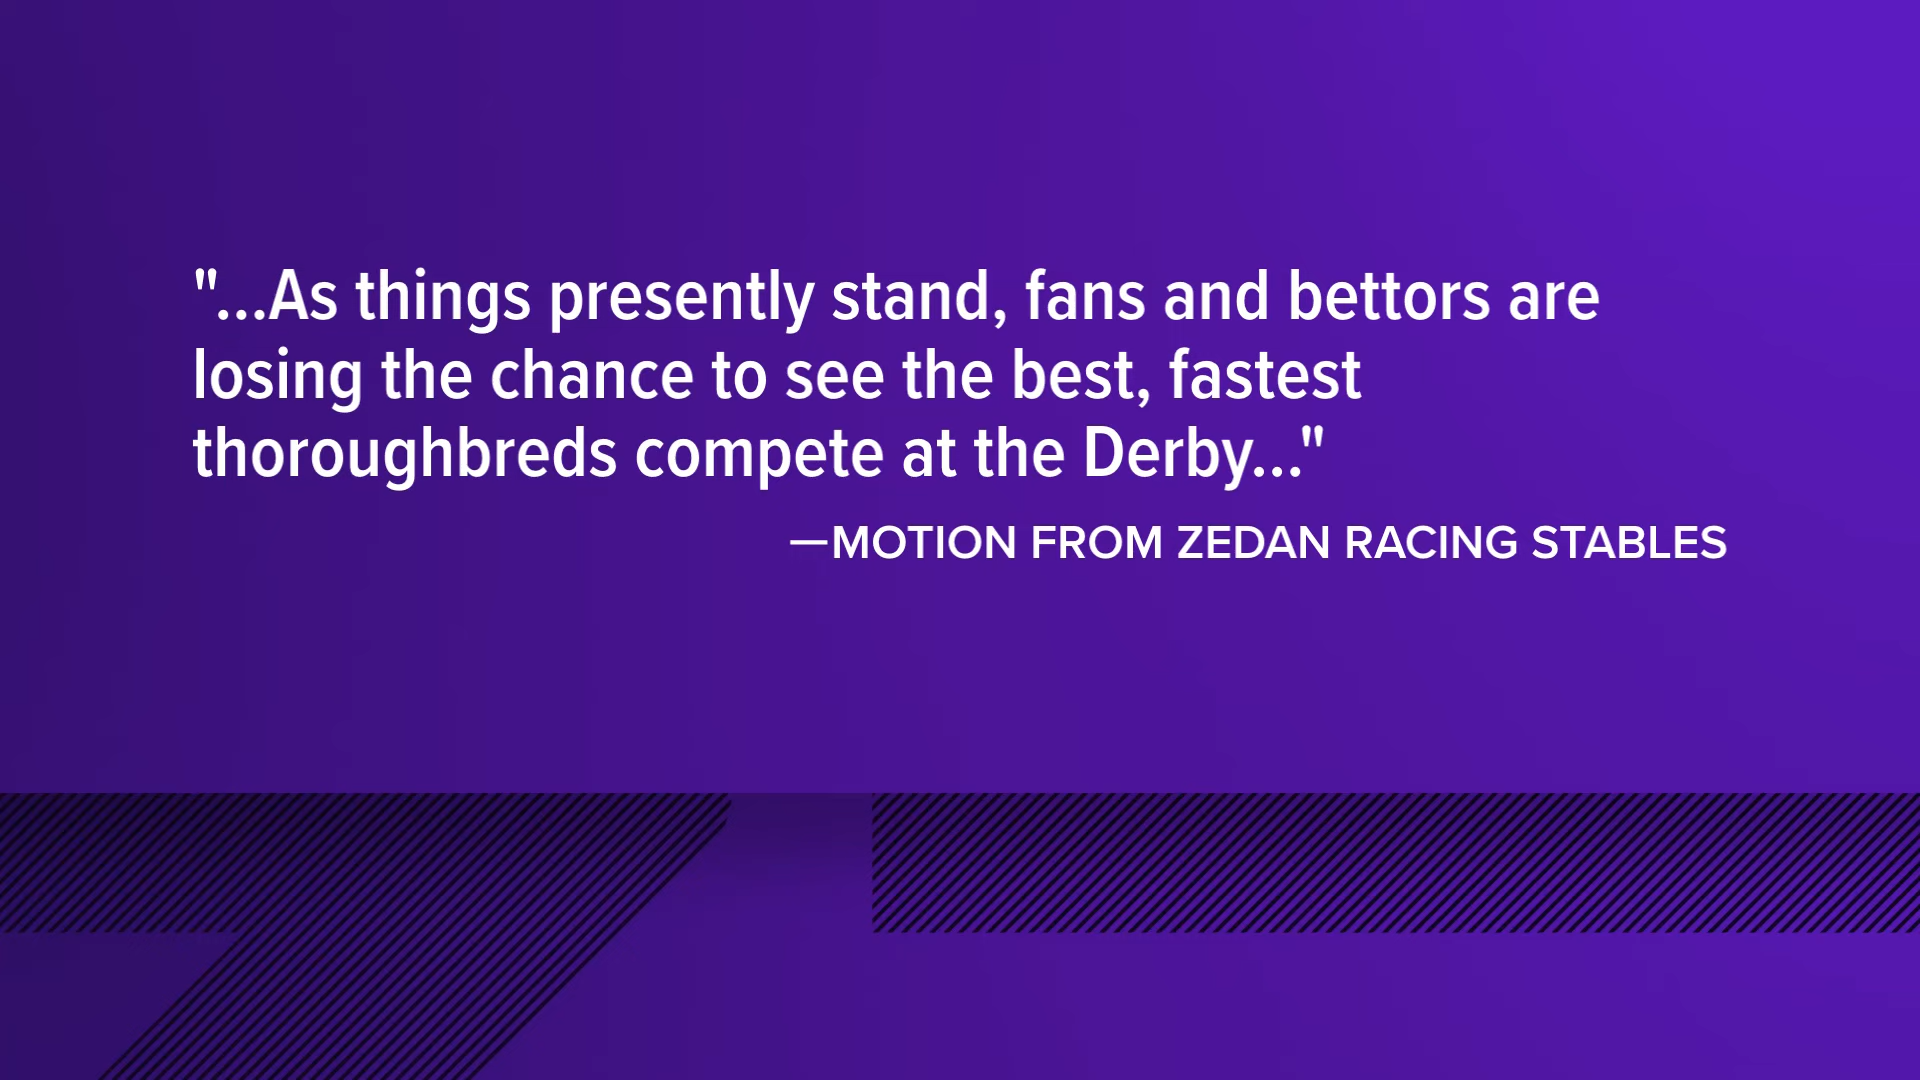 "...As things presently stand, fans and bettors are
losing the chance to see the best, fastest
thoroughbreds compete at the Derby..."
—MOTION FROM ZEDAN RACING STABLES